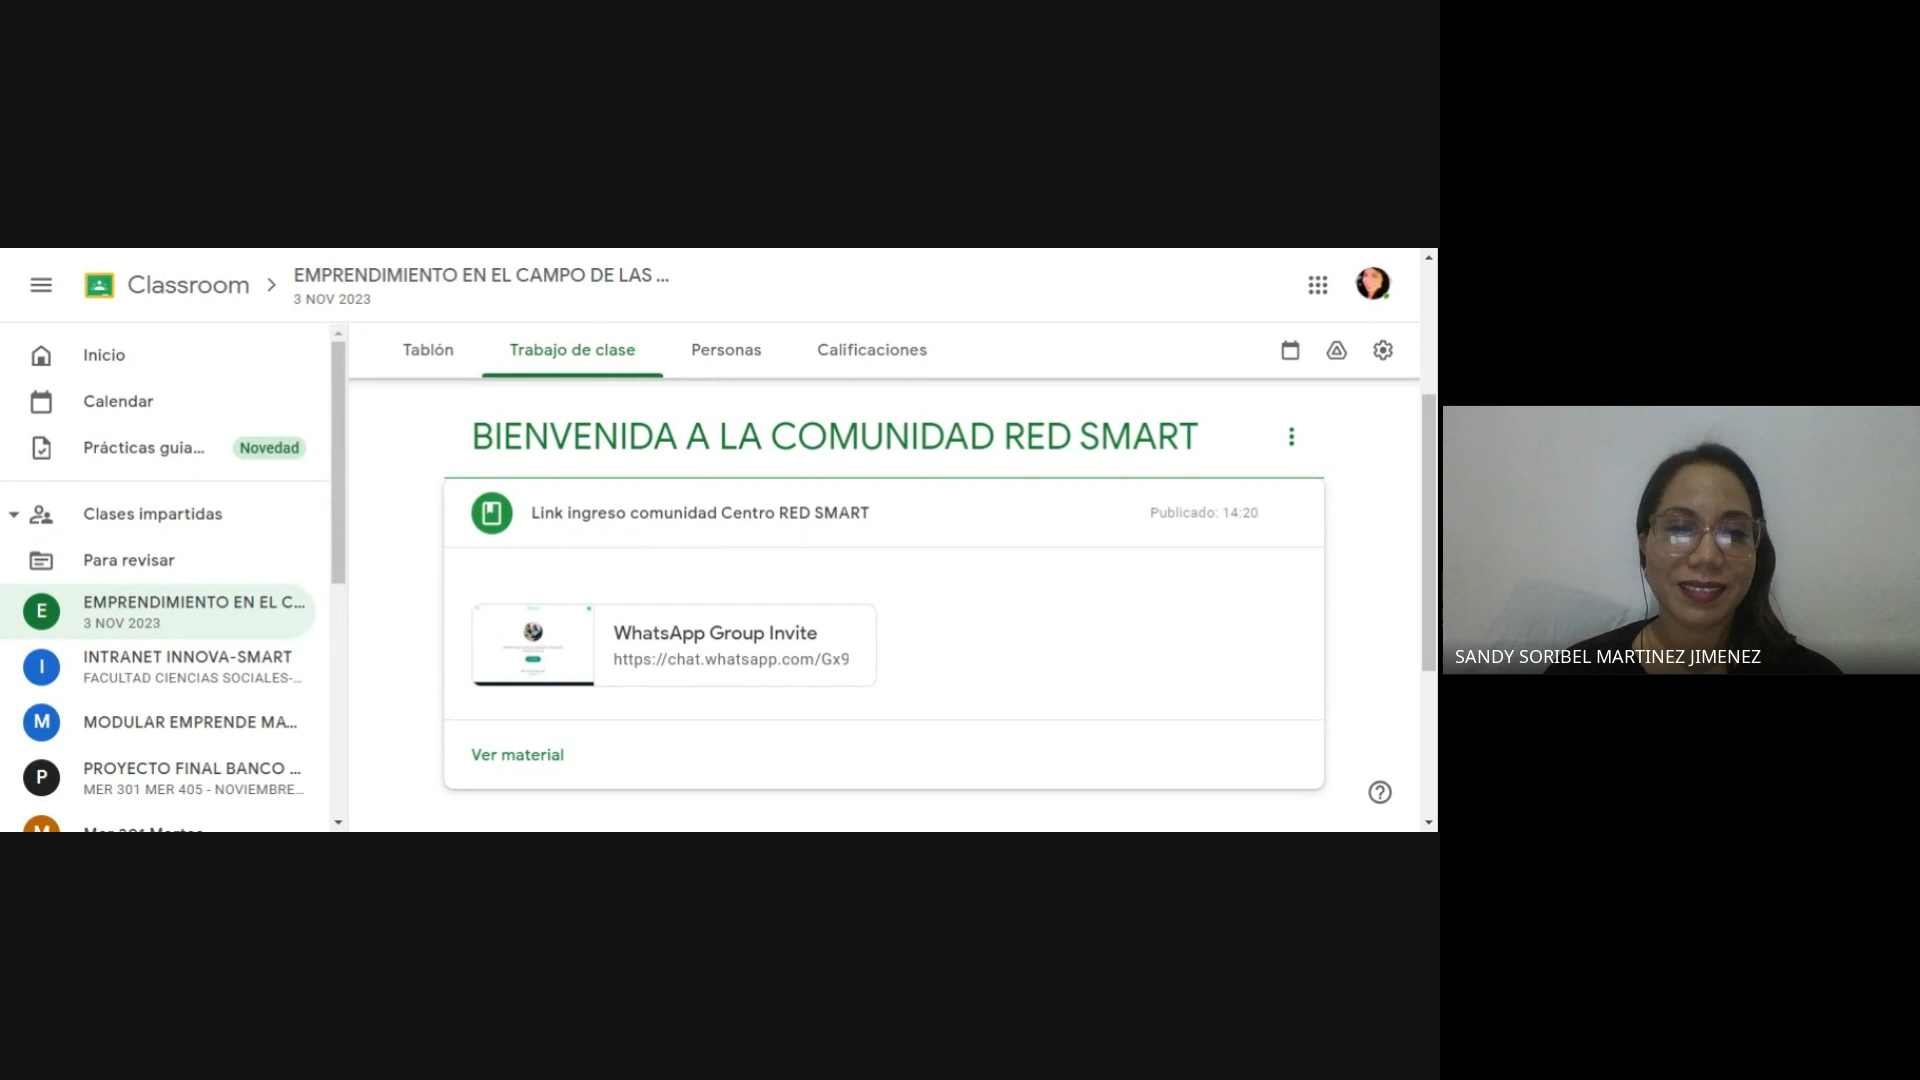 Classroom
EMPRENDIMIENTO EN EL CAMPO DE LAS ...
3 NOV 2023
Inicio
Calendar
Prácticas guia... Novedad
Clases impartidas
Para revisar
E
EMPRENDIMIENTO EN EL C...
3 NOV 2023
I
INTRANET INNOVA-SMART
FACULTAD CIENCIAS SOCIALES-...
M
MODULAR EMPRENDE MA...
P
PROYECTO FINAL BANCO ...
MER 301 MER 405 - NOVIEMBRE...
Tablón Trabajo de clase Personas Calificaciones
BIENVENIDA A LA COMUNIDAD RED SMART
Link ingreso comunidad Centro RED SMART Publicado: 14:20
WhatsApp Group Invite
https://chat.whatsapp.com/Gx9
Ver material
SANDY SORIBEL MARTINEZ JIMENEZ